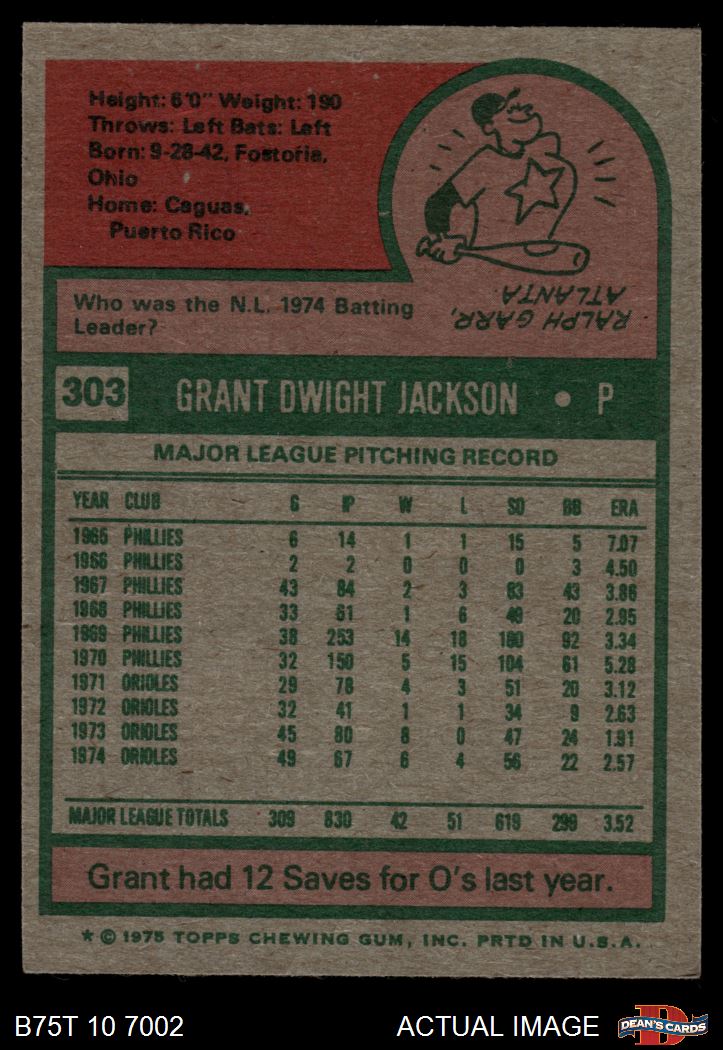 Height: 6'0" Weight: 190
Throws: Left Bats: Left
Born: 9-28-42, Fostoria,
Ohio
Home: Caguas,
Puerto Rico
Who was the N.L. 1974 Batting
Leader?
RALPH GARR,
ATLANTA
303 GRANT DWIGHT JACKSON • P
MAJOR LEAGUE PITCHING RECORD
YEAR CLUB G IP W L SO BB ERA
1965 PHILLIES 6 14 1 1 15 5 7.07
1966 PHILLIES 2 2 0 0 0 3 4.50
1967 PHILLIES 43 84 2 3 83 43 3.86
1968 PHILLIES 33 61 1 6 49 20 2.95
1969 PHILLIES 38 253 14 18 180 92 3.34
1970 PHILLIES 32 150 5 15 104 61 5.28
1971 ORIOLES 29 78 4 3 51 20 3.12
1972 ORIOLES 32 41 1 1 34 9 2.63
1973 ORIOLES 45 80 8 0 47 24 1.91
1974 ORIOLES 49 67 6 4 56 22 2.57
MAJOR LEAGUE TOTALS 309 830 42 51 619 299 3.52
Grant had 12 Saves for O's last year.
* © 1975 TOPPS CHEWING GUM, INC. PRTD IN U.S.A.
B75T 10 7002 ACTUAL IMAGE DEAN'S CARDS